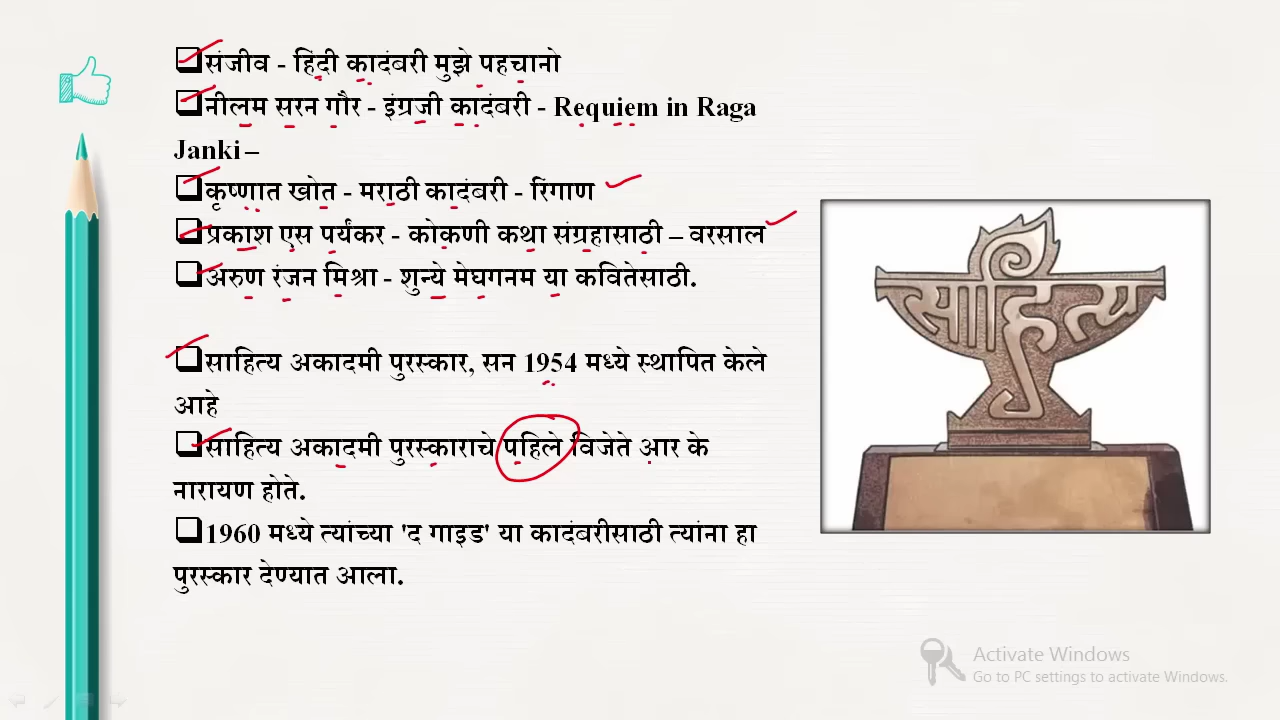 संजीव - हिंदी कादंबरी मुझे पहचानो
नीलम सरन गौर - इंग्रजी कादंबरी - Requiem in Raga
Janki –
कृष्णात खोत - मराठी कादंबरी - रिंगाण
प्रकाश एस पर्यंकर - कोकणी कथा संग्रहासाठी – वरसाल
अरुण रंजन मिश्रा - शुन्ये मेघगनम या कवितेसाठी.
साहित्य अकादमी पुरस्कार, सन 1954 मध्ये स्थापित केले
आहे
साहित्य अकादमी पुरस्काराचे पहिले विजेते आर के
नारायण होते.
1960 मध्ये त्यांच्या 'द गाइड' या कादंबरीसाठी त्यांना हा
पुरस्कार देण्यात आला.
साहित्य
Activate Windows
Go to PC settings to activate Windows.